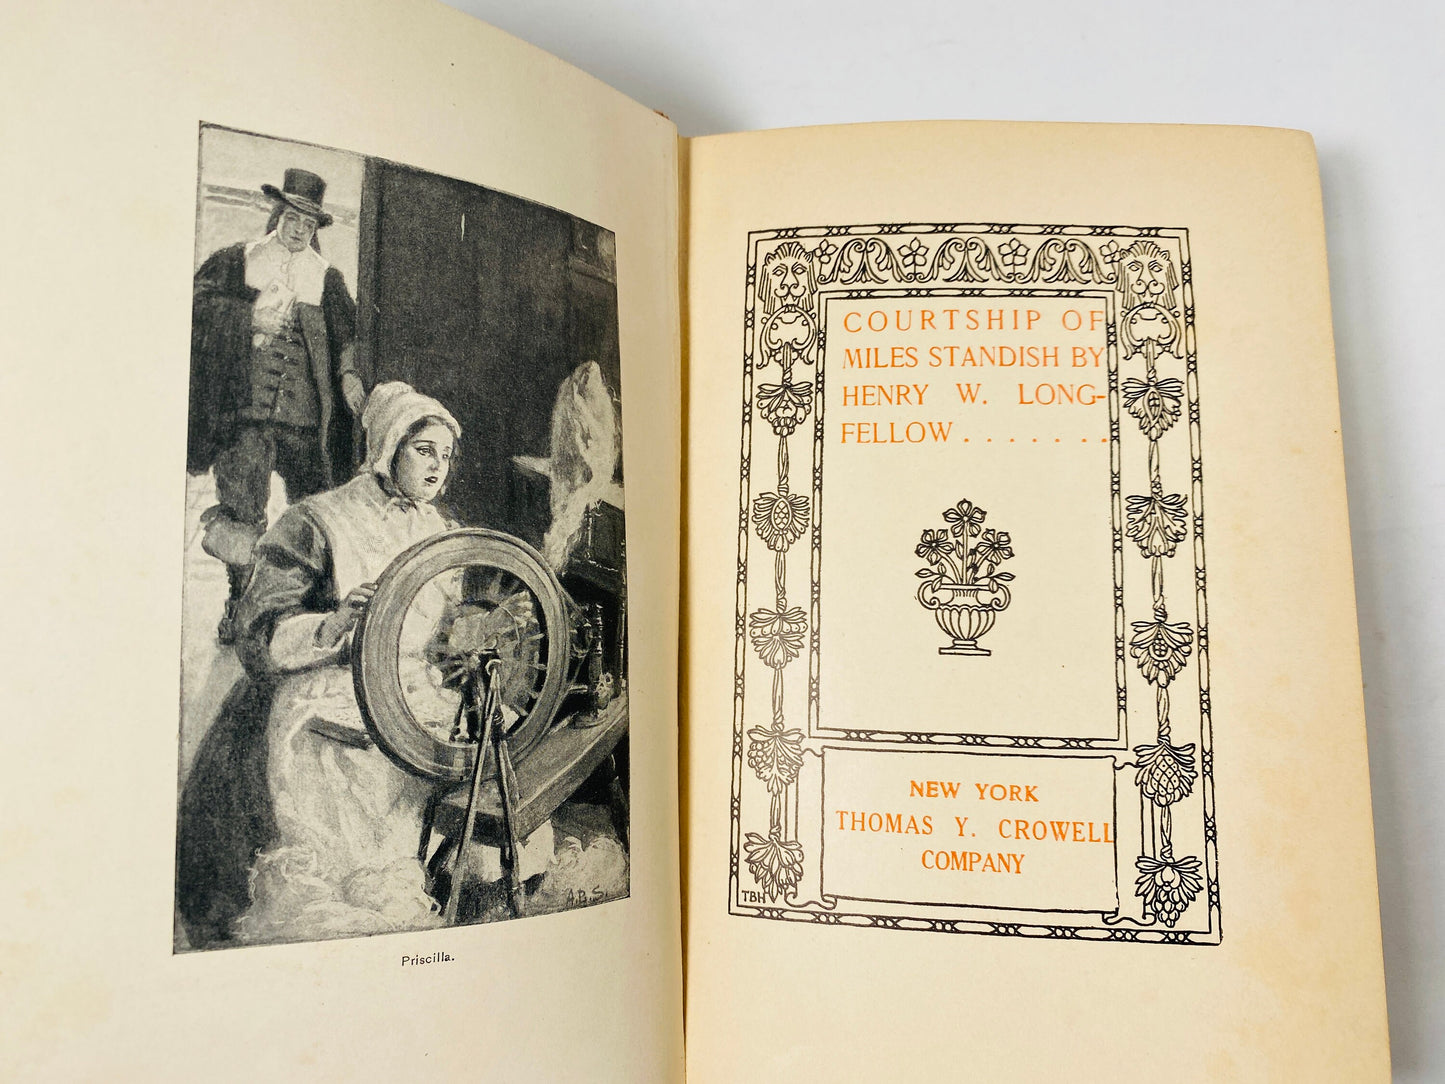 A.B.S.
Priscilla.
COURTSHIP OF
MILES STANDISH BY
HENRY W. LONG-
FELLOW . . . . . . .
NEW YORK
THOMAS Y. CROWELL
COMPANY
TBH